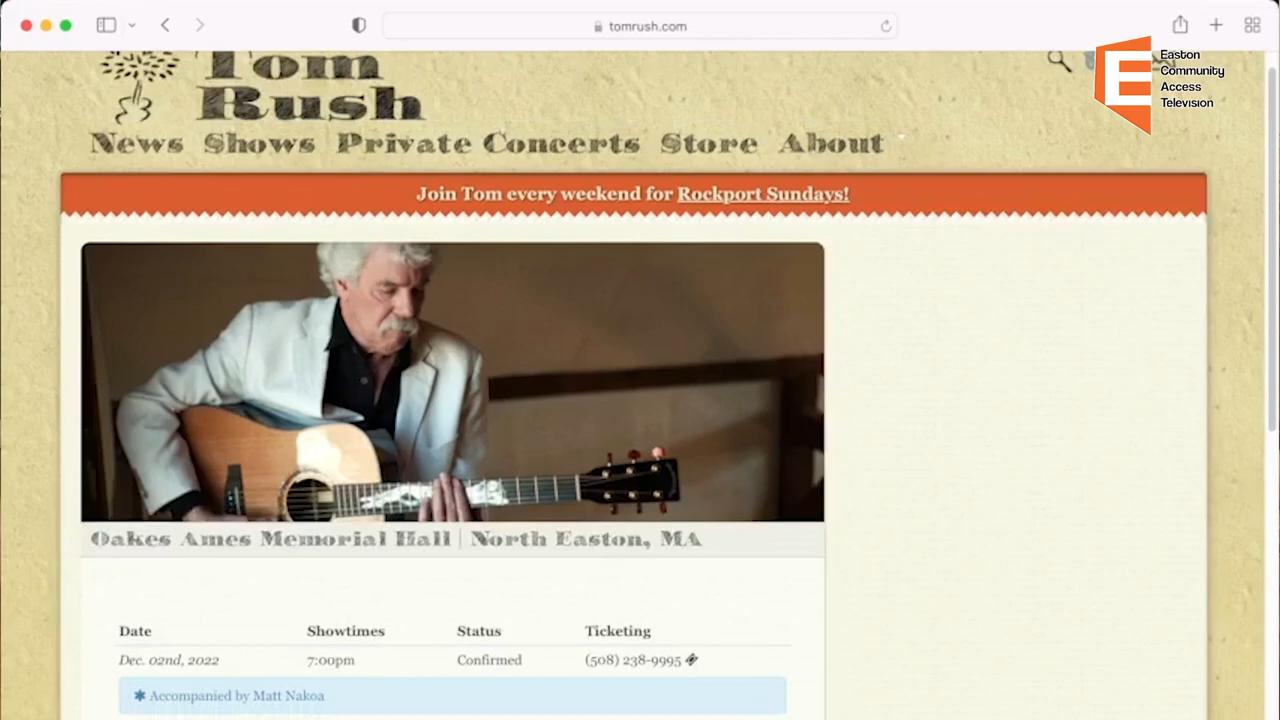 tomrush.com
Easton
Community
Access
Television
E
Tom
Rush
News Shows Private Concerts Store About
Join Tom every weekend for Rockport Sundays!
Oakes Ames Memorial Hall | North Easton, MA
Date Showtimes Status Ticketing
Dec. 02nd, 2022 7:00pm Confirmed (508) 238-9995
✱ Accompanied by Matt Nakoa